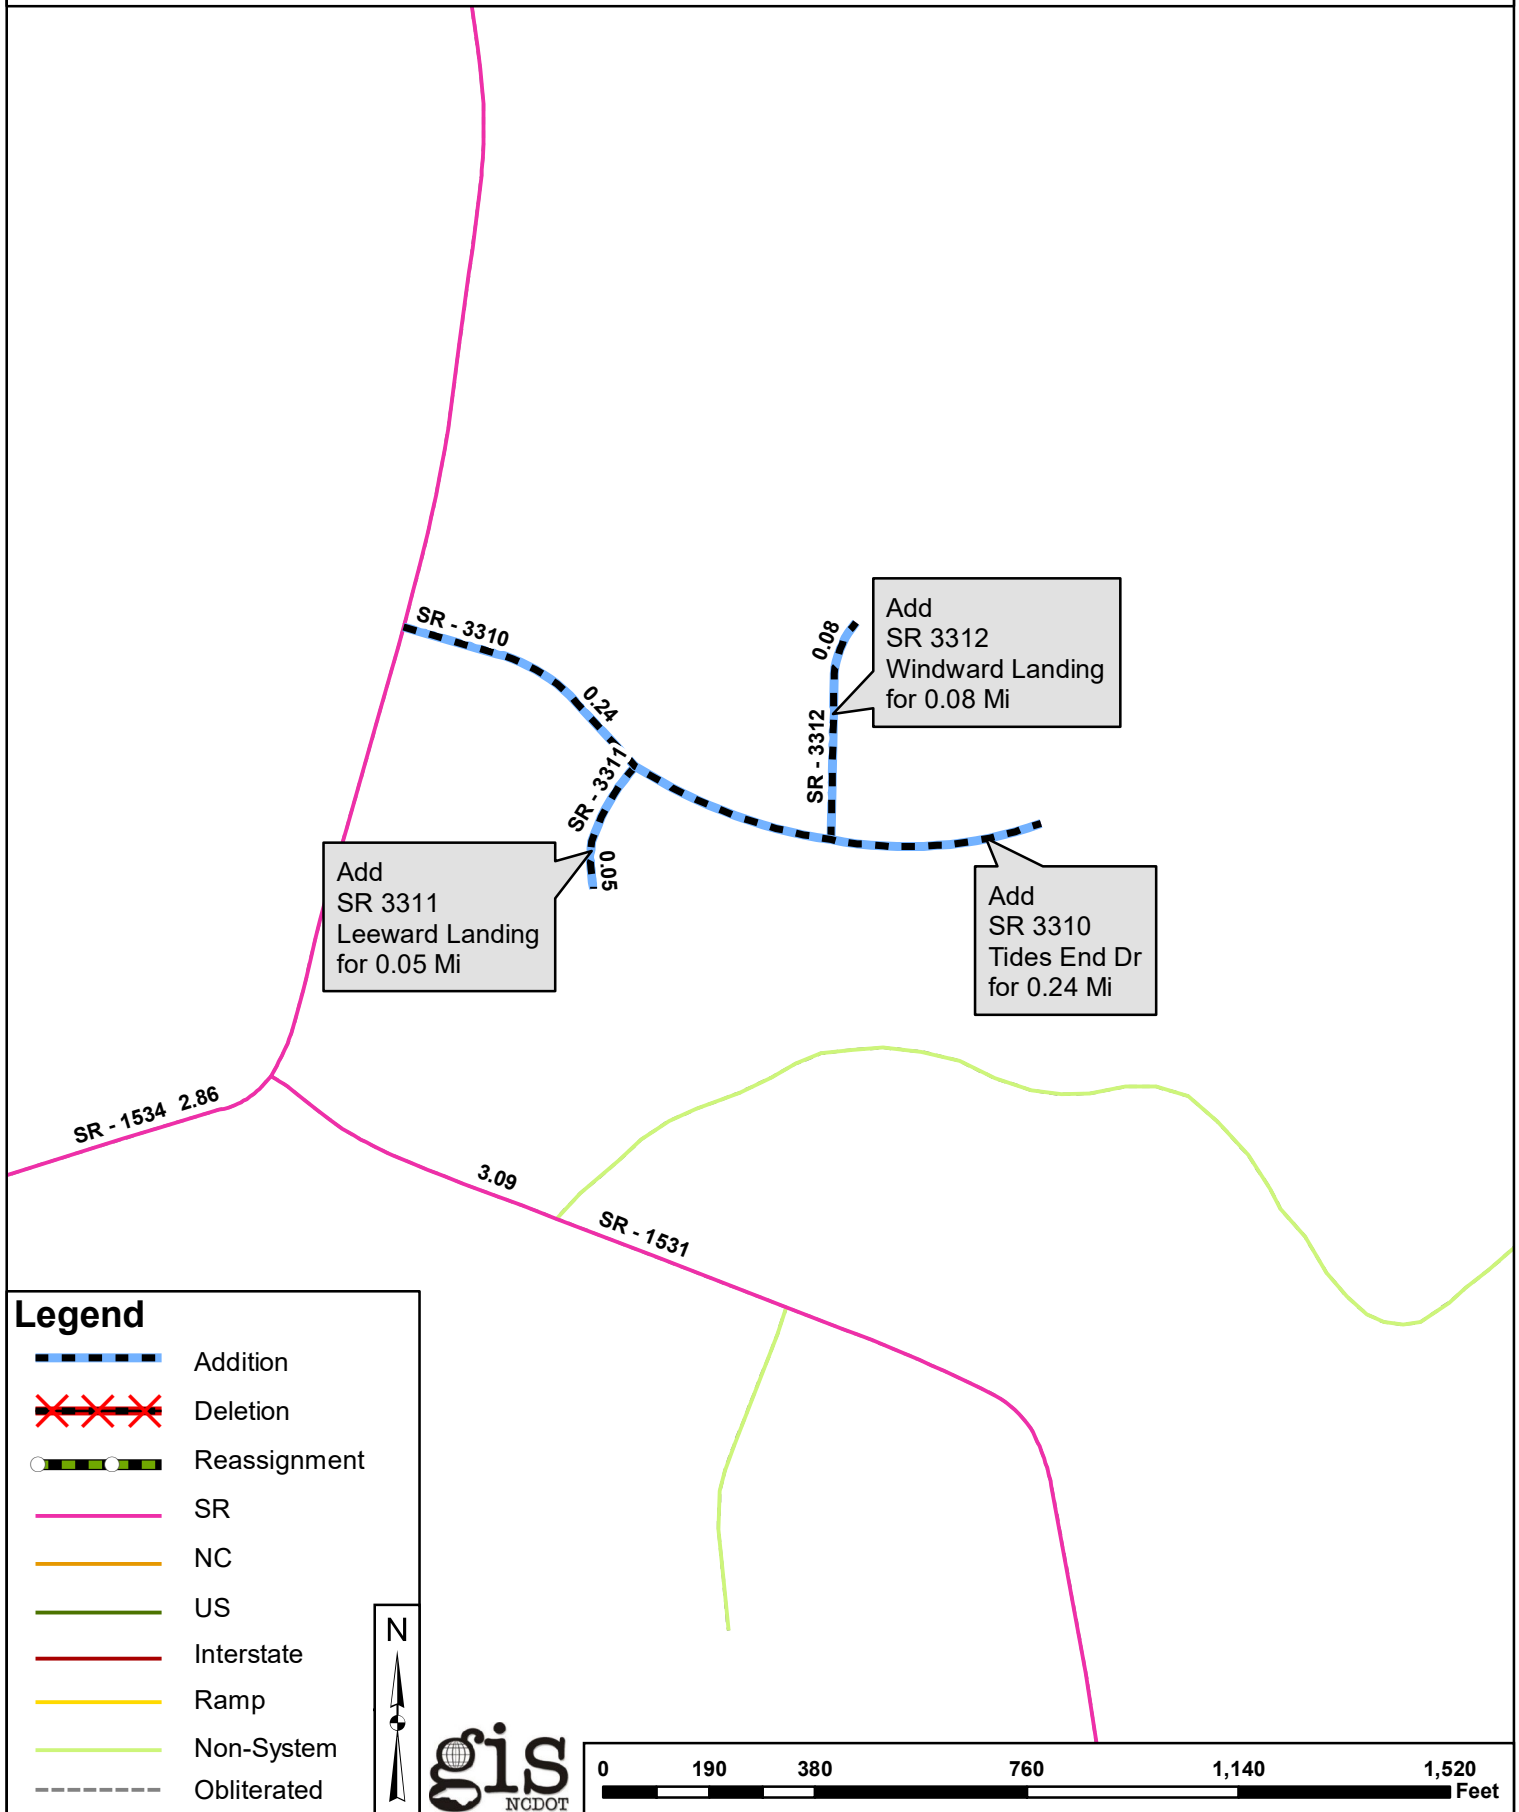 SR - 3310
0.24
SR - 3311
0.05
0.08
SR - 3312
Add
SR 3312
Windward Landing
for 0.08 Mi
Add
SR 3311
Leeward Landing
for 0.05 Mi
Add
SR 3310
Tides End Dr
for 0.24 Mi
SR - 1534 2.86
3.09
SR - 1531
Legend
Addition
Deletion
Reassignment
SR
NC
US
Interstate
Ramp
Non-System
Obliterated
N
gis
NCDOT
0 190 380 760 1,140 1,520
Feet